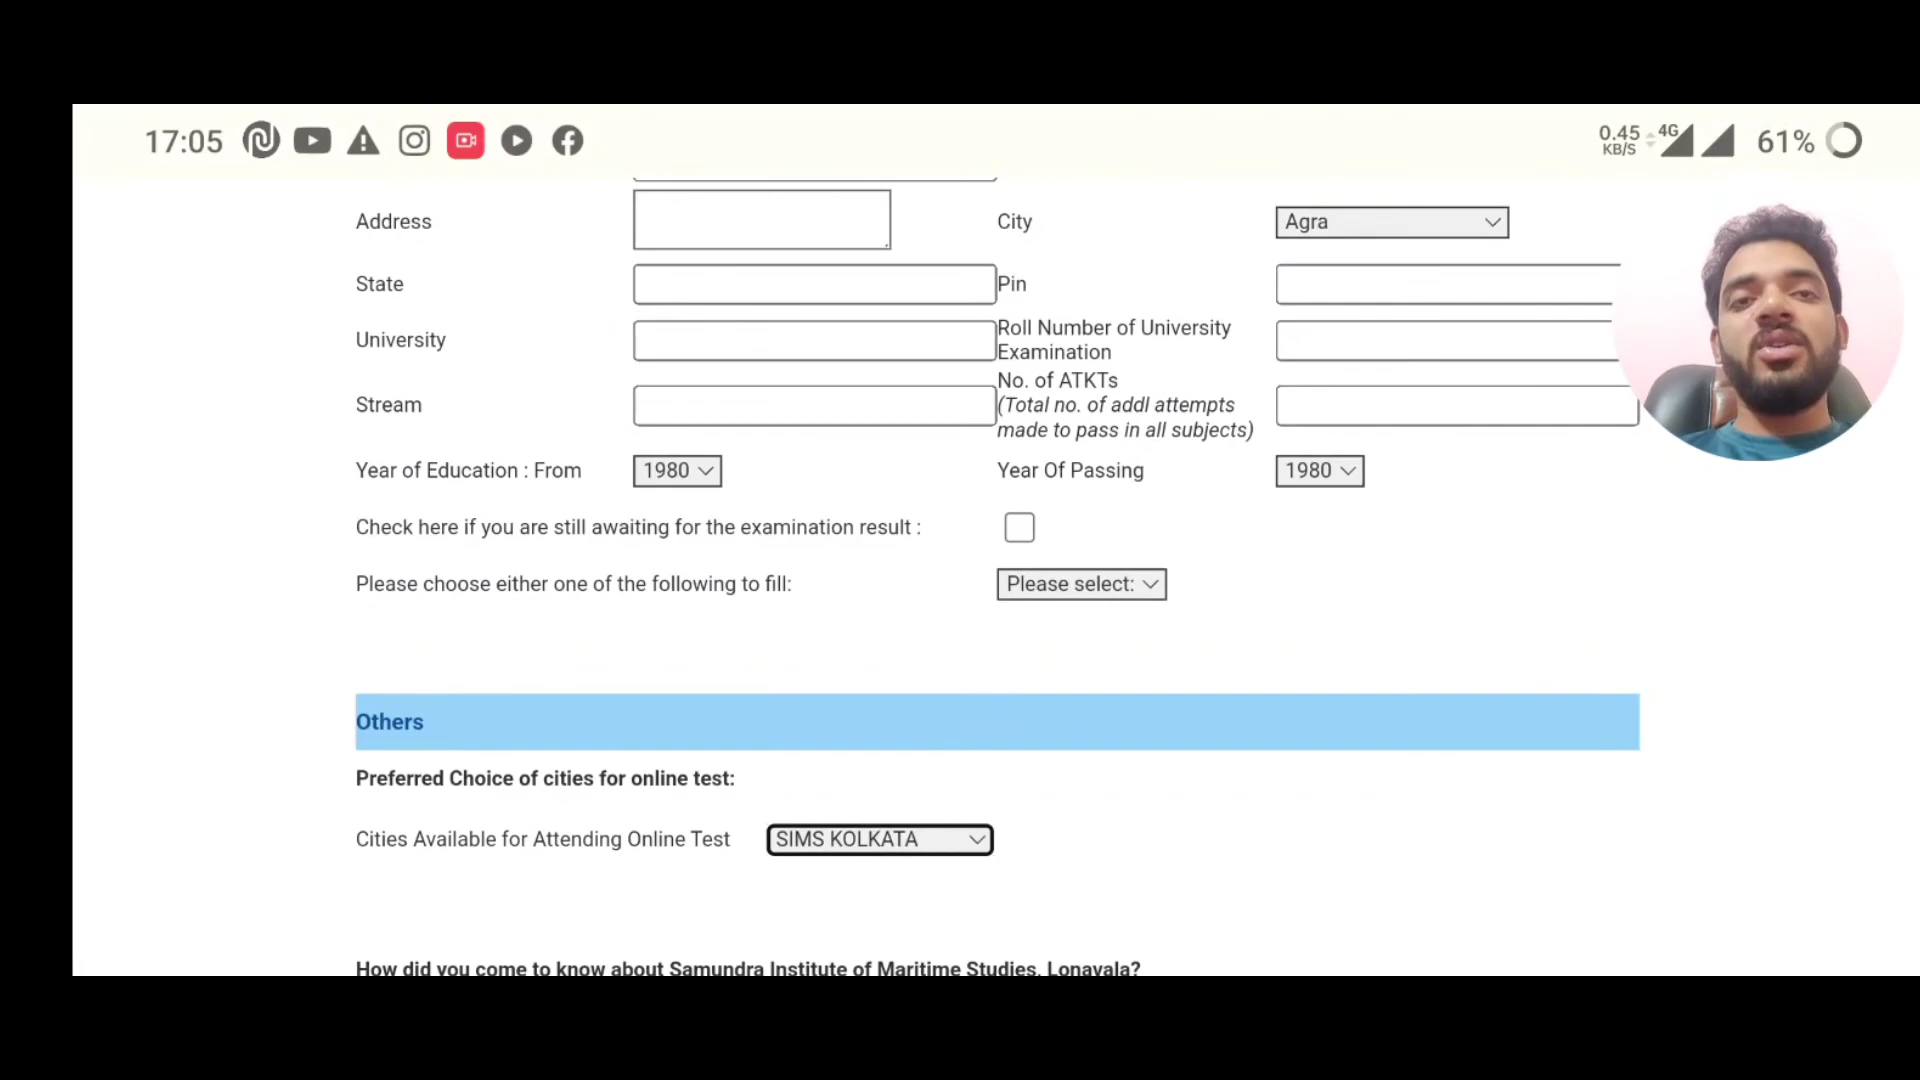 17:05
0.45 KB/S 4G 61%
Address
City
Agra
State
Pin
University
Roll Number of University
Examination
Stream
No. of ATKTs
(Total no. of addl attempts
made to pass in all subjects)
Year of Education : From
1980
Year Of Passing
1980
Check here if you are still awaiting for the examination result :
Please choose either one of the following to fill:
Please select:
Others
Preferred Choice of cities for online test:
Cities Available for Attending Online Test
SIMS KOLKATA
How did you come to know about Samundra Institute of Maritime Studies, Lonavala?